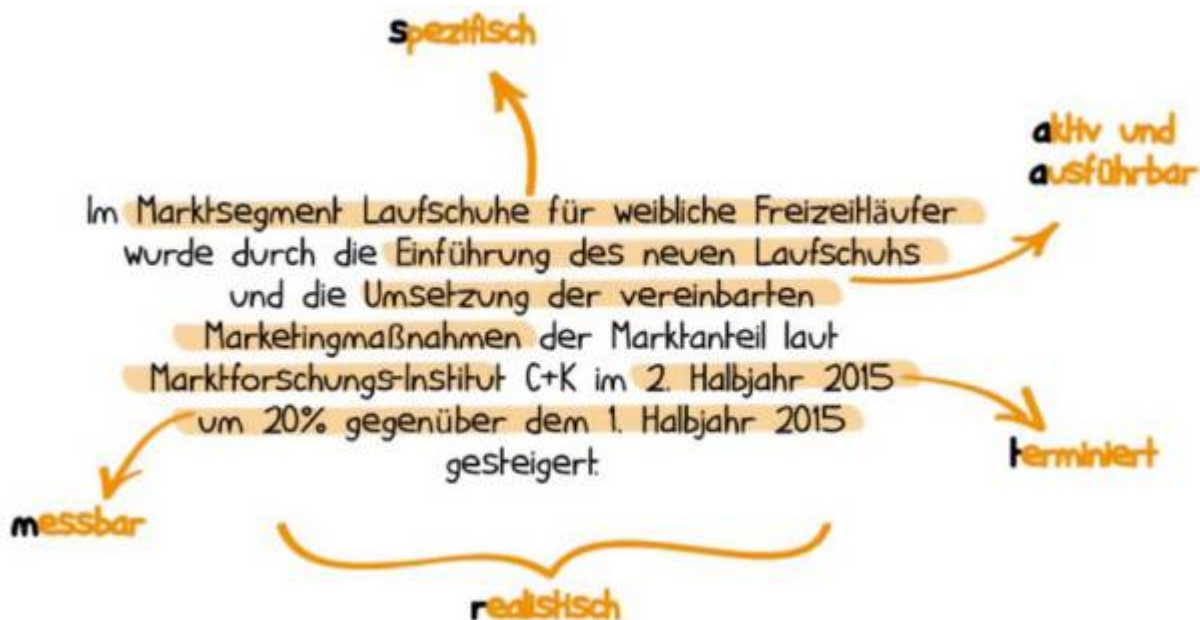 spezifisch
aktiv und
ausführbar
Im Marktsegment Laufschuhe für weibliche Freizeitläufer
wurde durch die Einführung des neuen Laufschuhs
und die Umsetzung der vereinbarten
Marketingmaßnahmen der Marktanteil laut
Marktforschungs-Institut C+K im 2. Halbjahr 2015
um 20% gegenüber dem 1. Halbjahr 2015
gesteigert.
terminiert
messbar
realistisch